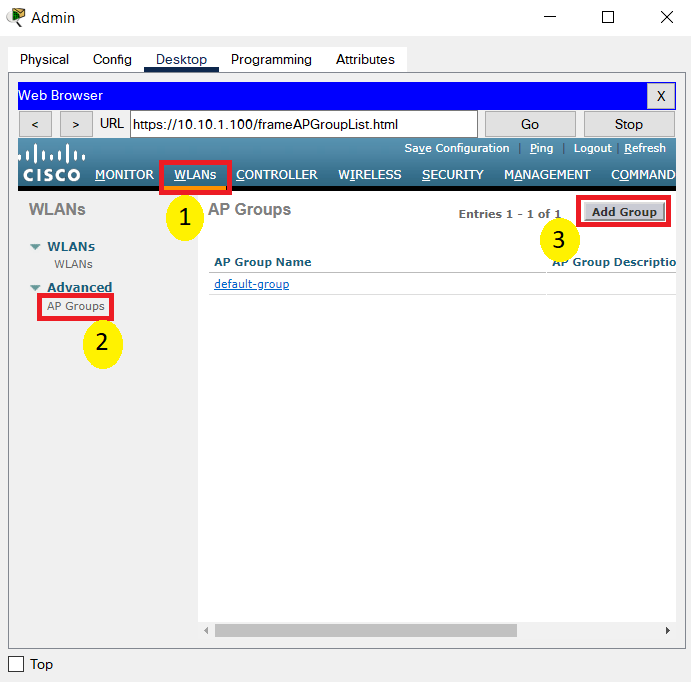 Admin
Physical Config Desktop Programming Attributes
Web Browser X
< > URL https://10.10.1.100/frameAPGroupList.html Go Stop
Save Configuration | Ping | Logout | Refresh
CISCO MONITOR WLANs CONTROLLER WIRELESS SECURITY MANAGEMENT COMMAND
WLANs AP Groups Entries 1 - 1 of 1 Add Group
1
3
WLANs
WLANs
AP Group Name AP Group Descriptio
Advanced
default-group
AP Groups
2
Top